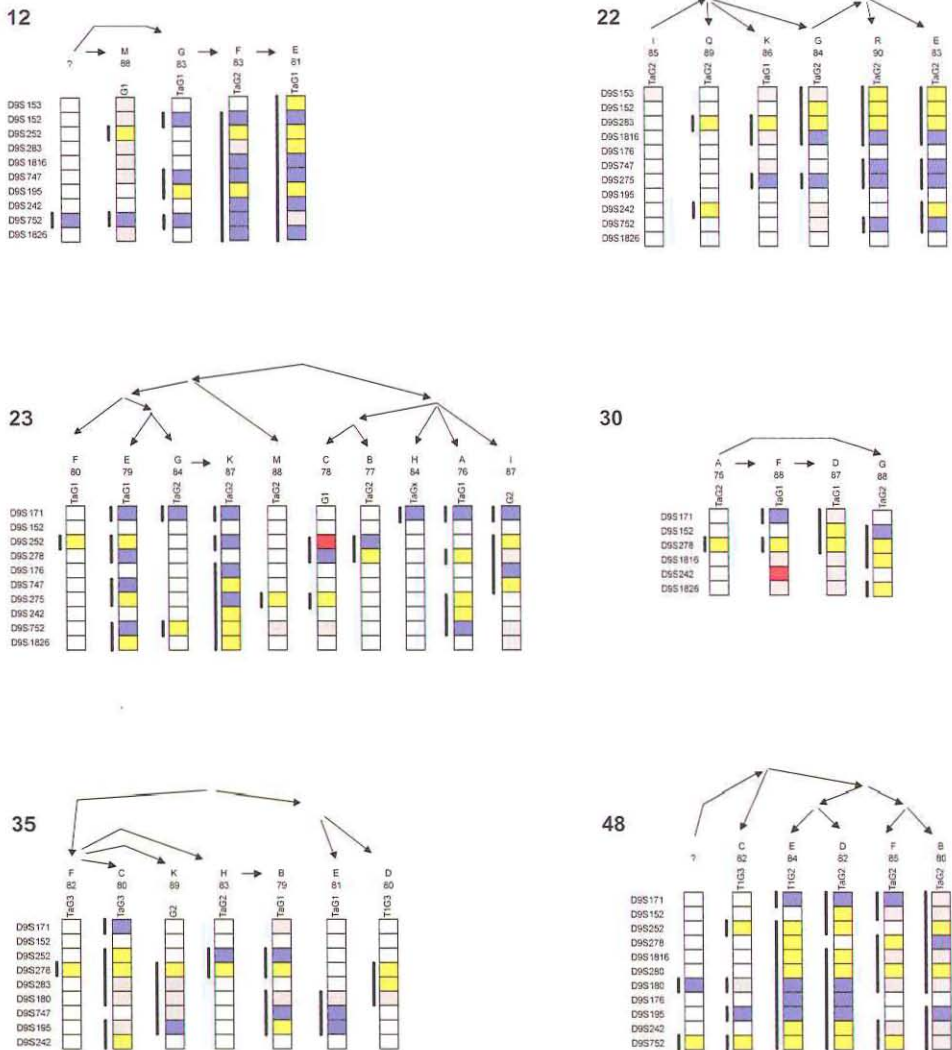 12
? M G F E
88 83 83 81
G1 TaG1 TaG2 TaG1
D9S153
D9S152
D9S252
D9S283
D9S1816
D9S747
D9S195
D9S242
D9S752
D9S1826
22
I Q K G R E
85 89 86 84 90 83
TaG2 TaG2 TaG2 TaG2 TaG2 TaG2
D9S153
D9S152
D9S283
D9S1816
D9S176
D9S747
D9S275
D9S195
D9S242
D9S752
D9S1826
23
F E G K M C B H A I
80 79 84 87 88 78 77 84 76 87
TaG1 TaG1 TaG2 TaG2 TaG2 G1 TaG2 TaGx TaG1 G2
D9S171
D9S152
D9S252
D9S278
D9S176
D9S747
D9S275
D9S242
D9S752
D9S1826
30
A F D G
76 88 87 88
TaG2 TaG1 TaG1 TaG2
D9S171
D9S152
D9S278
D9S1816
D9S242
D9S1826
35
F C K H B E D
82 80 89 83 79 81 80
TaG3 TaG3 G2 TaG2 TaG1 TaG1 T1G3
D9S171
D9S152
D9S252
D9S278
D9S283
D9S180
D9S747
D9S195
D9S242
48
? C E D F B
82 84 82 85 80
T1G3 T1G2 TaG2 TaG2 TaG2
D9S171
D9S152
D9S252
D9S278
D9S1816
D9S280
D9S180
D9S176
D9S195
D9S242
D9S752